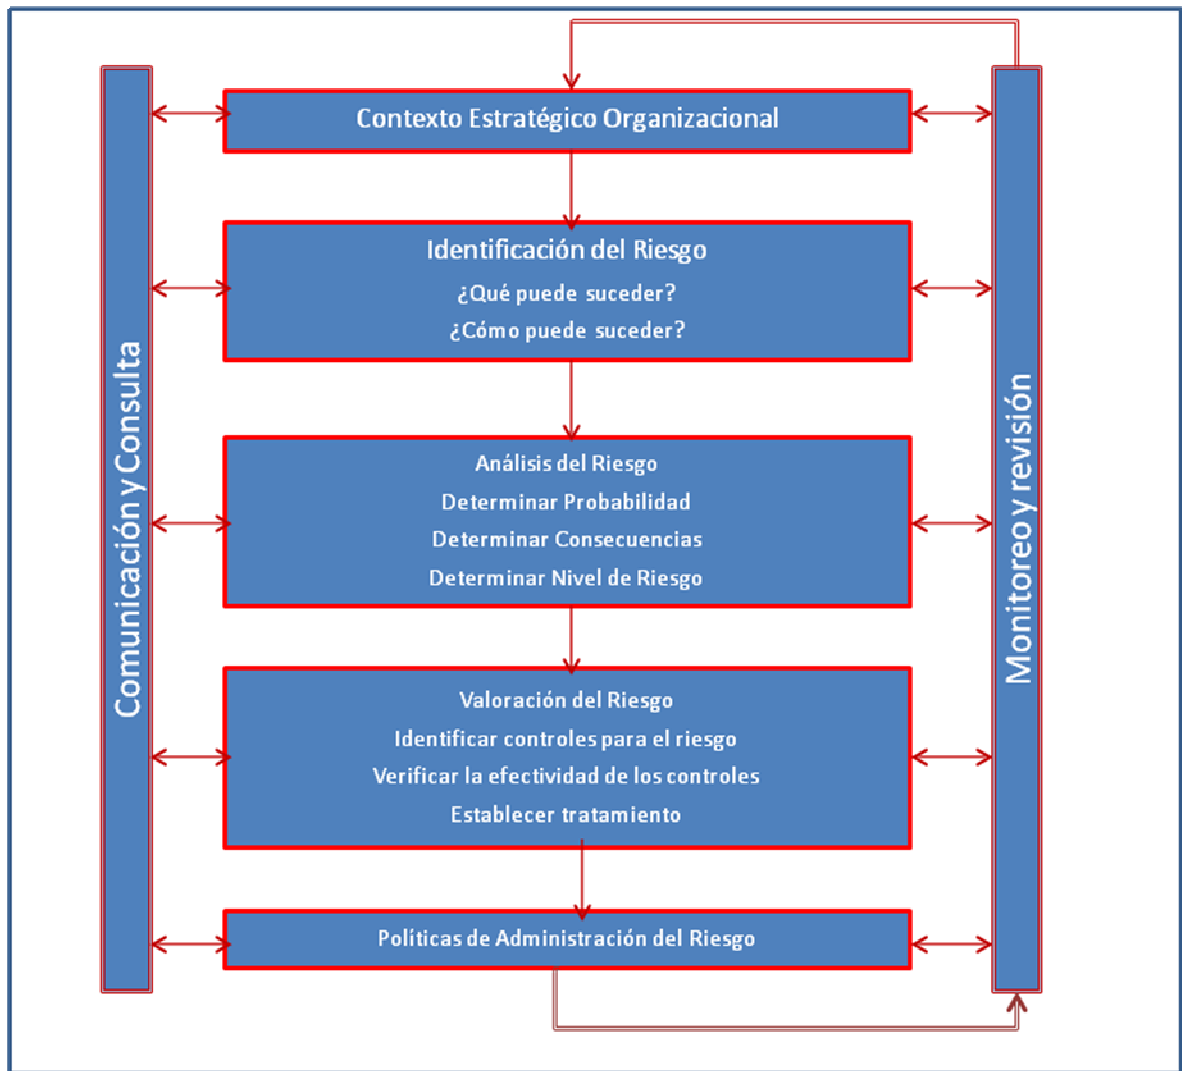 Contexto Estratégico Organizacional
Identificación del Riesgo
¿Qué puede suceder?
¿Cómo puede suceder?
Análisis del Riesgo
Determinar Probabilidad
Determinar Consecuencias
Determinar Nivel de Riesgo
Valoración del Riesgo
Identificar controles para el riesgo
Verificar la efectividad de los controles
Establecer tratamiento
Políticas de Administración del Riesgo
Comunicación y Consulta
Monitoreo y revisión